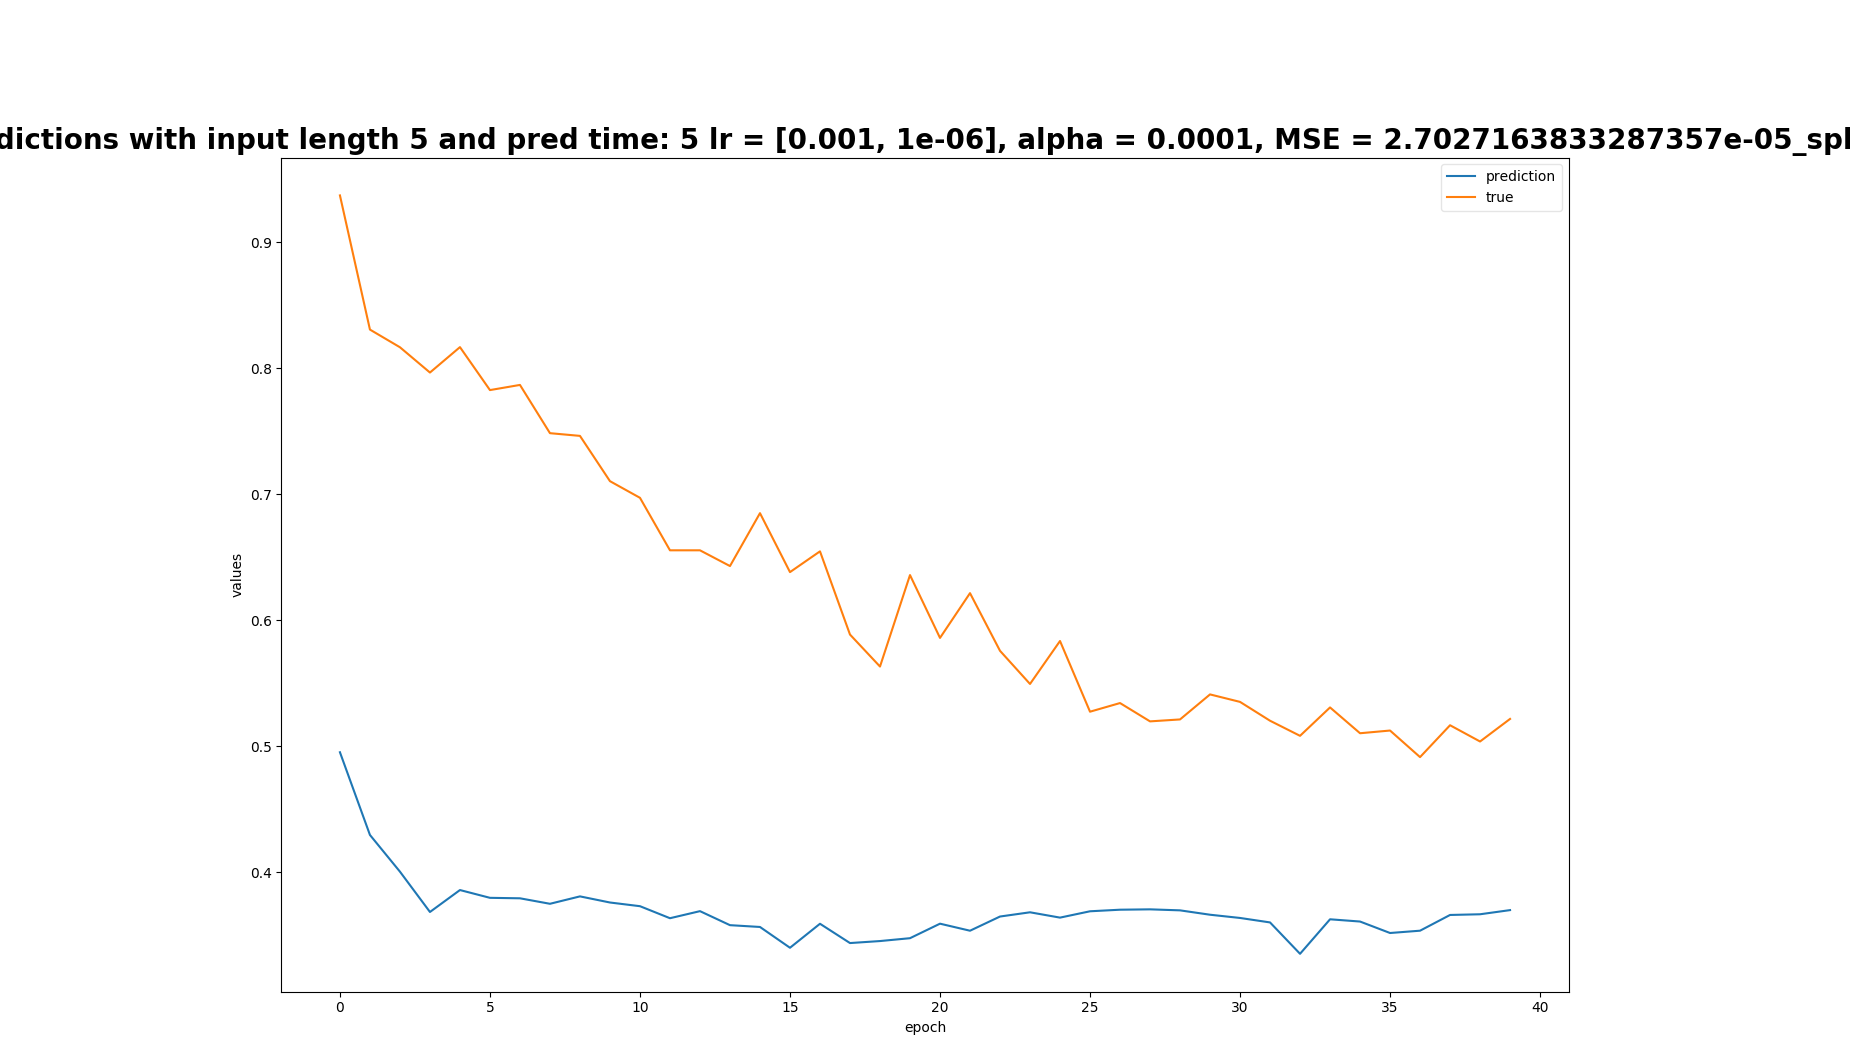 dictions with input length 5 and pred time: 5 lr = [0.001, 1e-06], alpha = 0.0001, MSE = 2.7027163833287357e-05_spl
prediction
true
0.9
0.8
0.7
0.6
0.5
0.4
values
0 5 10 15 20 25 30 35 40
epoch